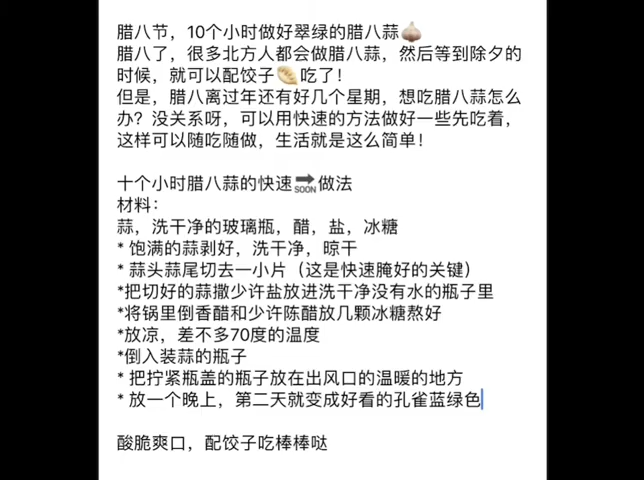 腊八节，10个小时做好翠绿的腊八蒜🧄
腊八了，很多北方人都会做腊八蒜，然后等到除夕的
时候，就可以配饺子🥟吃了！
但是，腊八离过年还有好几个星期，想吃腊八蒜怎么
办？没关系呀，可以用快速的方法做好一些先吃着，
这样可以随吃随做，生活就是这么简单！
十个小时腊八蒜的快速🔜做法
材料：
蒜，洗干净的玻璃瓶，醋，盐，冰糖
* 饱满的蒜剥好，洗干净，晾干
* 蒜头蒜尾切去一小片（这是快速腌好的关键）
*把切好的蒜撒少许盐放进洗干净没有水的瓶子里
*将锅里倒香醋和少许陈醋放几颗冰糖熬好
*放凉，差不多70度的温度
*倒入装蒜的瓶子
* 把拧紧瓶盖的瓶子放在出风口的温暖的地方
* 放一个晚上，第二天就变成好看的孔雀蓝绿色
酸脆爽口，配饺子吃棒棒哒